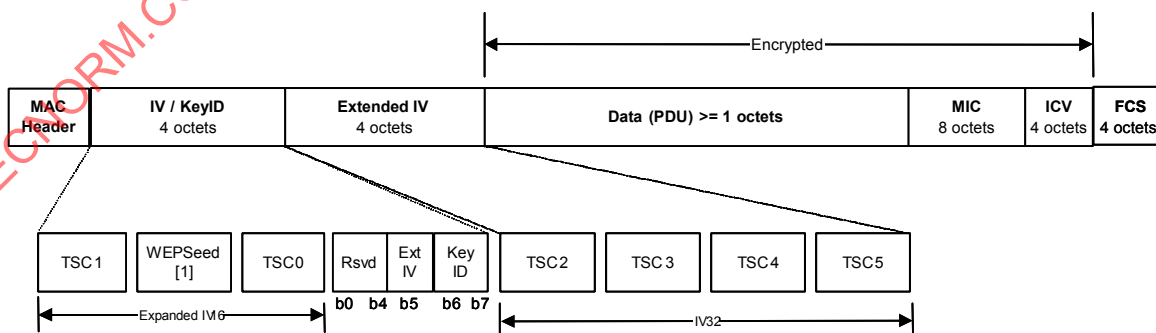 ECNORM.C
Encrypted
MAC Header
IV / KeyID
4 octets
Extended IV
4 octets
Data (PDU) >= 1 octets
MIC
8 octets
ICV
4 octets
FCS
4 octets
TSC1
WEPSeed
[1]
TSC0
Rsvd
Ext
IV
Key
ID
TSC2
TSC3
TSC4
TSC5
b0 b4 b5 b6 b7
Expanded IV16
IV32